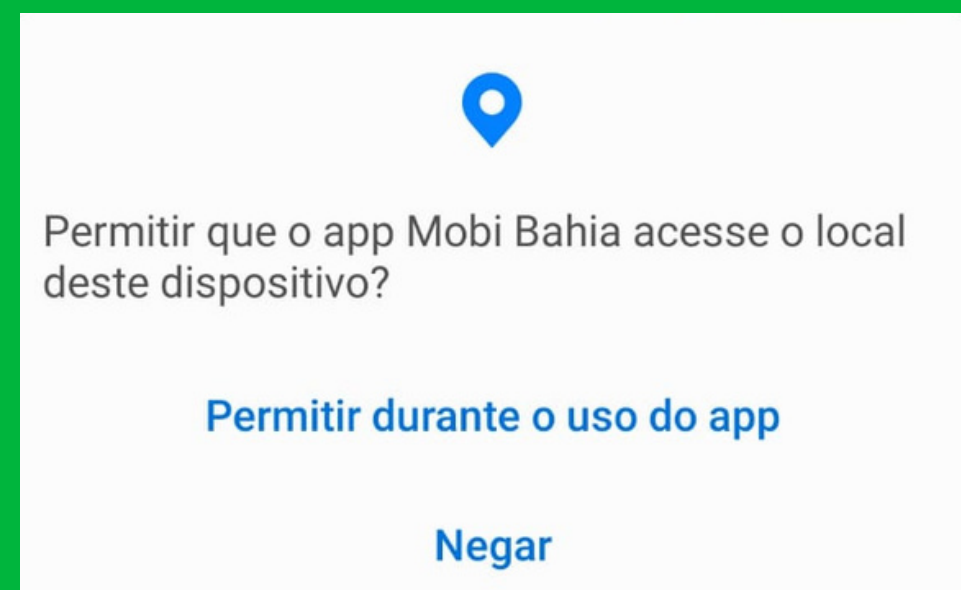 Permitir que o app Mobi Bahia acesse o local
deste dispositivo?
Permitir durante o uso do app
Negar